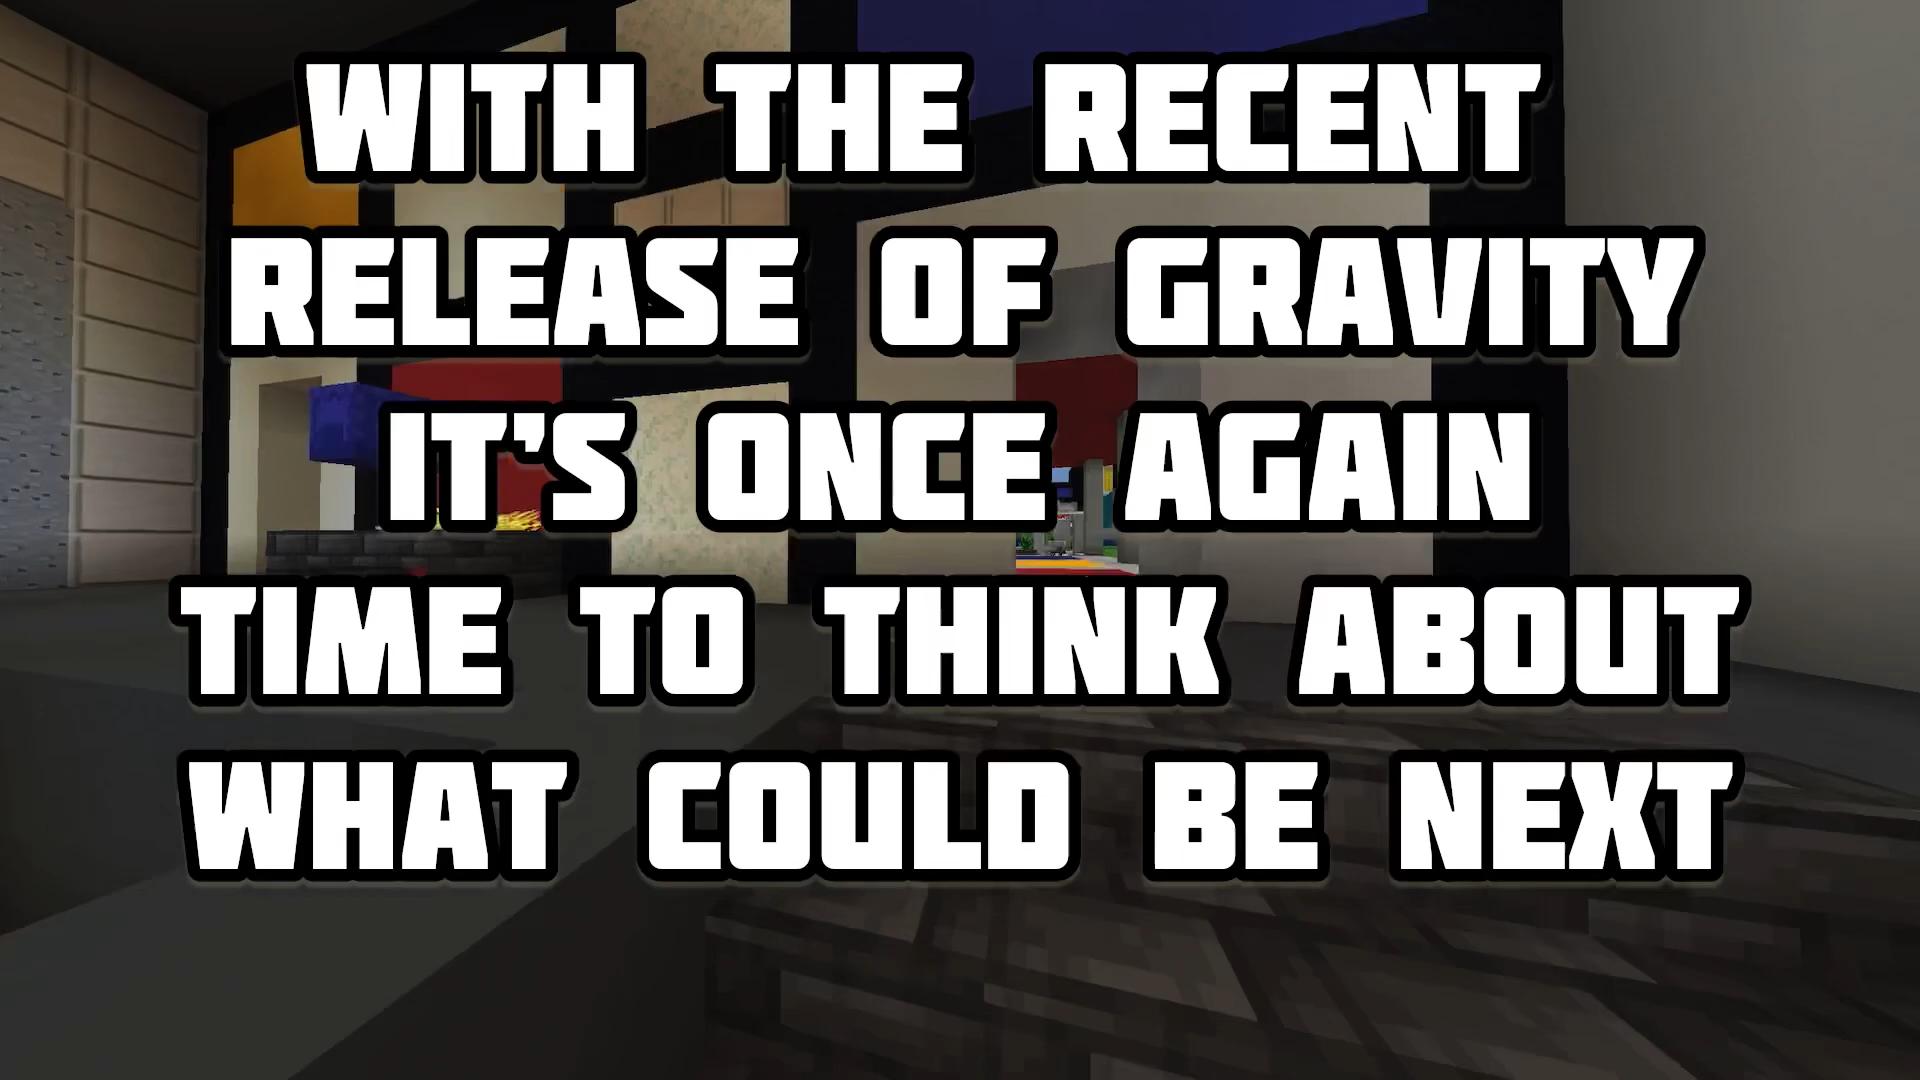 WITH THE RECENT
RELEASE OF GRAVITY
IT'S ONCE AGAIN
TIME TO THINK ABOUT
WHAT COULD BE NEXT